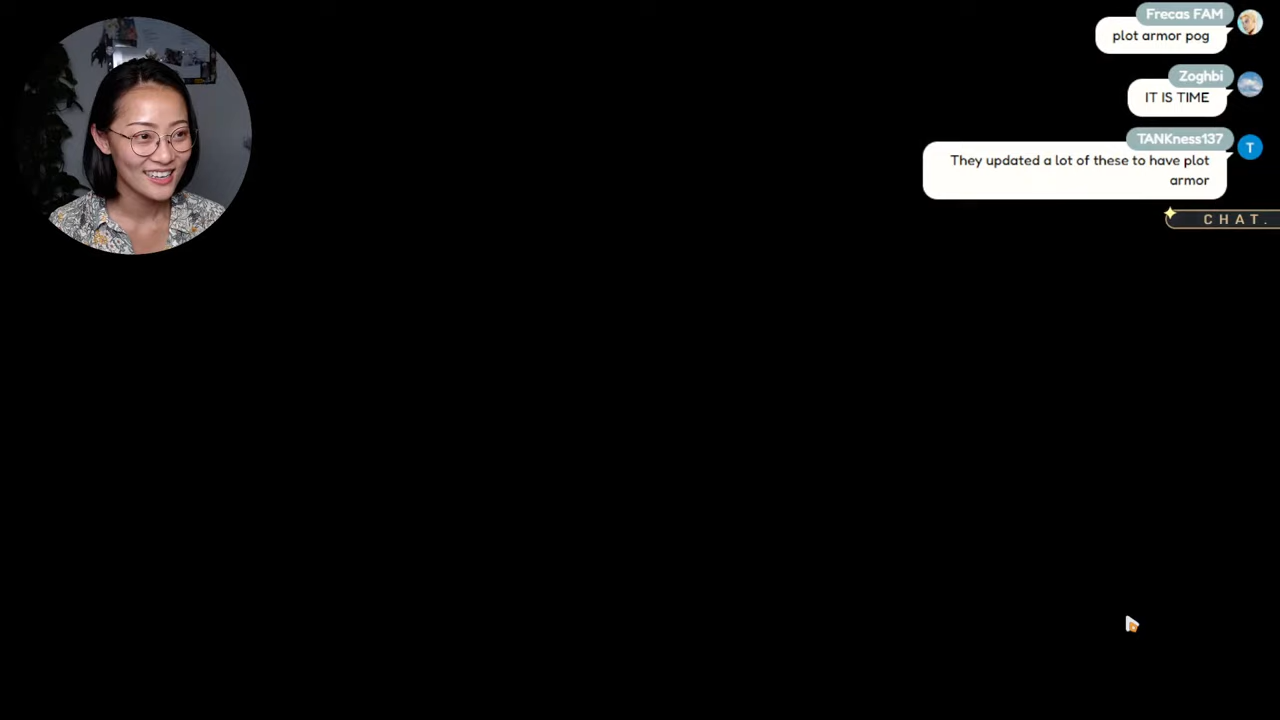 Frecas FAM
plot armor pog
Zoghbi
IT IS TIME
TANKness137
T
They updated a lot of these to have plot
armor
CHAT.